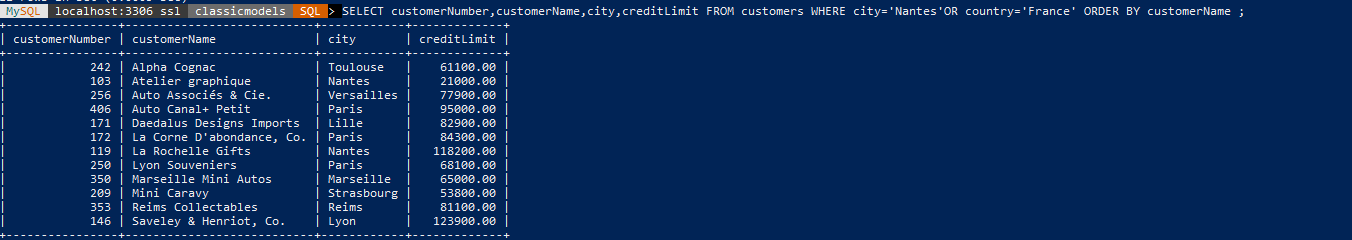 MySQL localhost:3306 ssl classicmodels SQL > SELECT customerNumber,customerName,city,creditLimit FROM customers WHERE city='Nantes'OR country='France' ORDER BY customerName ;
+----------------+--------------------------+------------+-------------+
| customerNumber | customerName | city | creditLimit |
+----------------+--------------------------+------------+-------------+
| 242 | Alpha Cognac | Toulouse | 61100.00 |
| 103 | Atelier graphique | Nantes | 21000.00 |
| 256 | Auto Associés & Cie. | Versailles | 77900.00 |
| 406 | Auto Canal+ Petit | Paris | 95000.00 |
| 171 | Daedalus Designs Imports | Lille | 82900.00 |
| 172 | La Corne D'abondance, Co. | Paris | 84300.00 |
| 119 | La Rochelle Gifts | Nantes | 118200.00 |
| 250 | Lyon Souveniers | Paris | 68100.00 |
| 350 | Marseille Mini Autos | Marseille | 65000.00 |
| 209 | Mini Caravy | Strasbourg | 53800.00 |
| 353 | Reims Collectables | Reims | 81100.00 |
| 146 | Saveley & Henriot, Co. | Lyon | 123900.00 |
+----------------+--------------------------+------------+-------------+